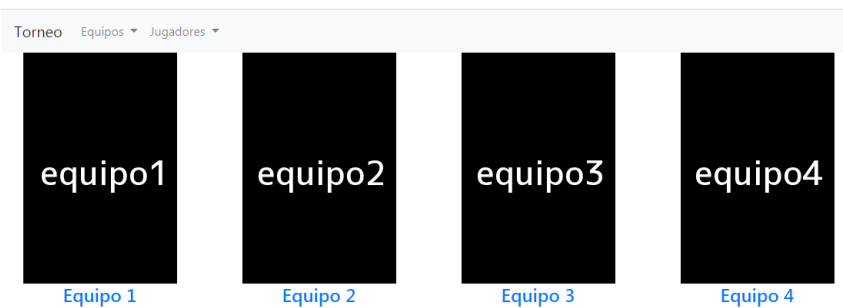 Torneo Equipos Jugadores
equipo1 equipo2 equipo3 equipo4
Equipo 1 Equipo 2 Equipo 3 Equipo 4